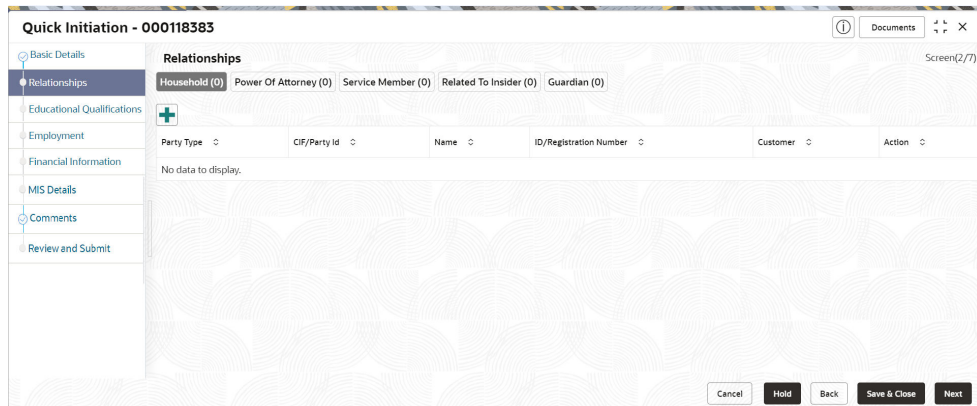 Quick Initiation - 000118383
Documents
Basic Details
Relationships
Educational Qualifications
Employment
Financial Information
MIS Details
Comments
Review and Submit
Relationships
Screen(2/7)
Household (0) Power Of Attorney (0) Service Member (0) Related To Insider (0) Guardian (0)
Party Type CIF/Party Id Name ID/Registration Number Customer Action
No data to display.
Cancel Hold Back Save & Close Next